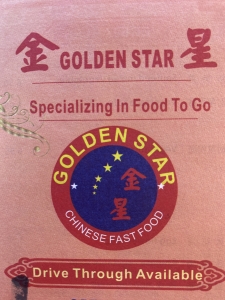 金 GOLDEN STAR 星
Specializing In Food To Go
GOLDEN STAR
金
星
CHINESE FAST FOOD
Drive Through Available